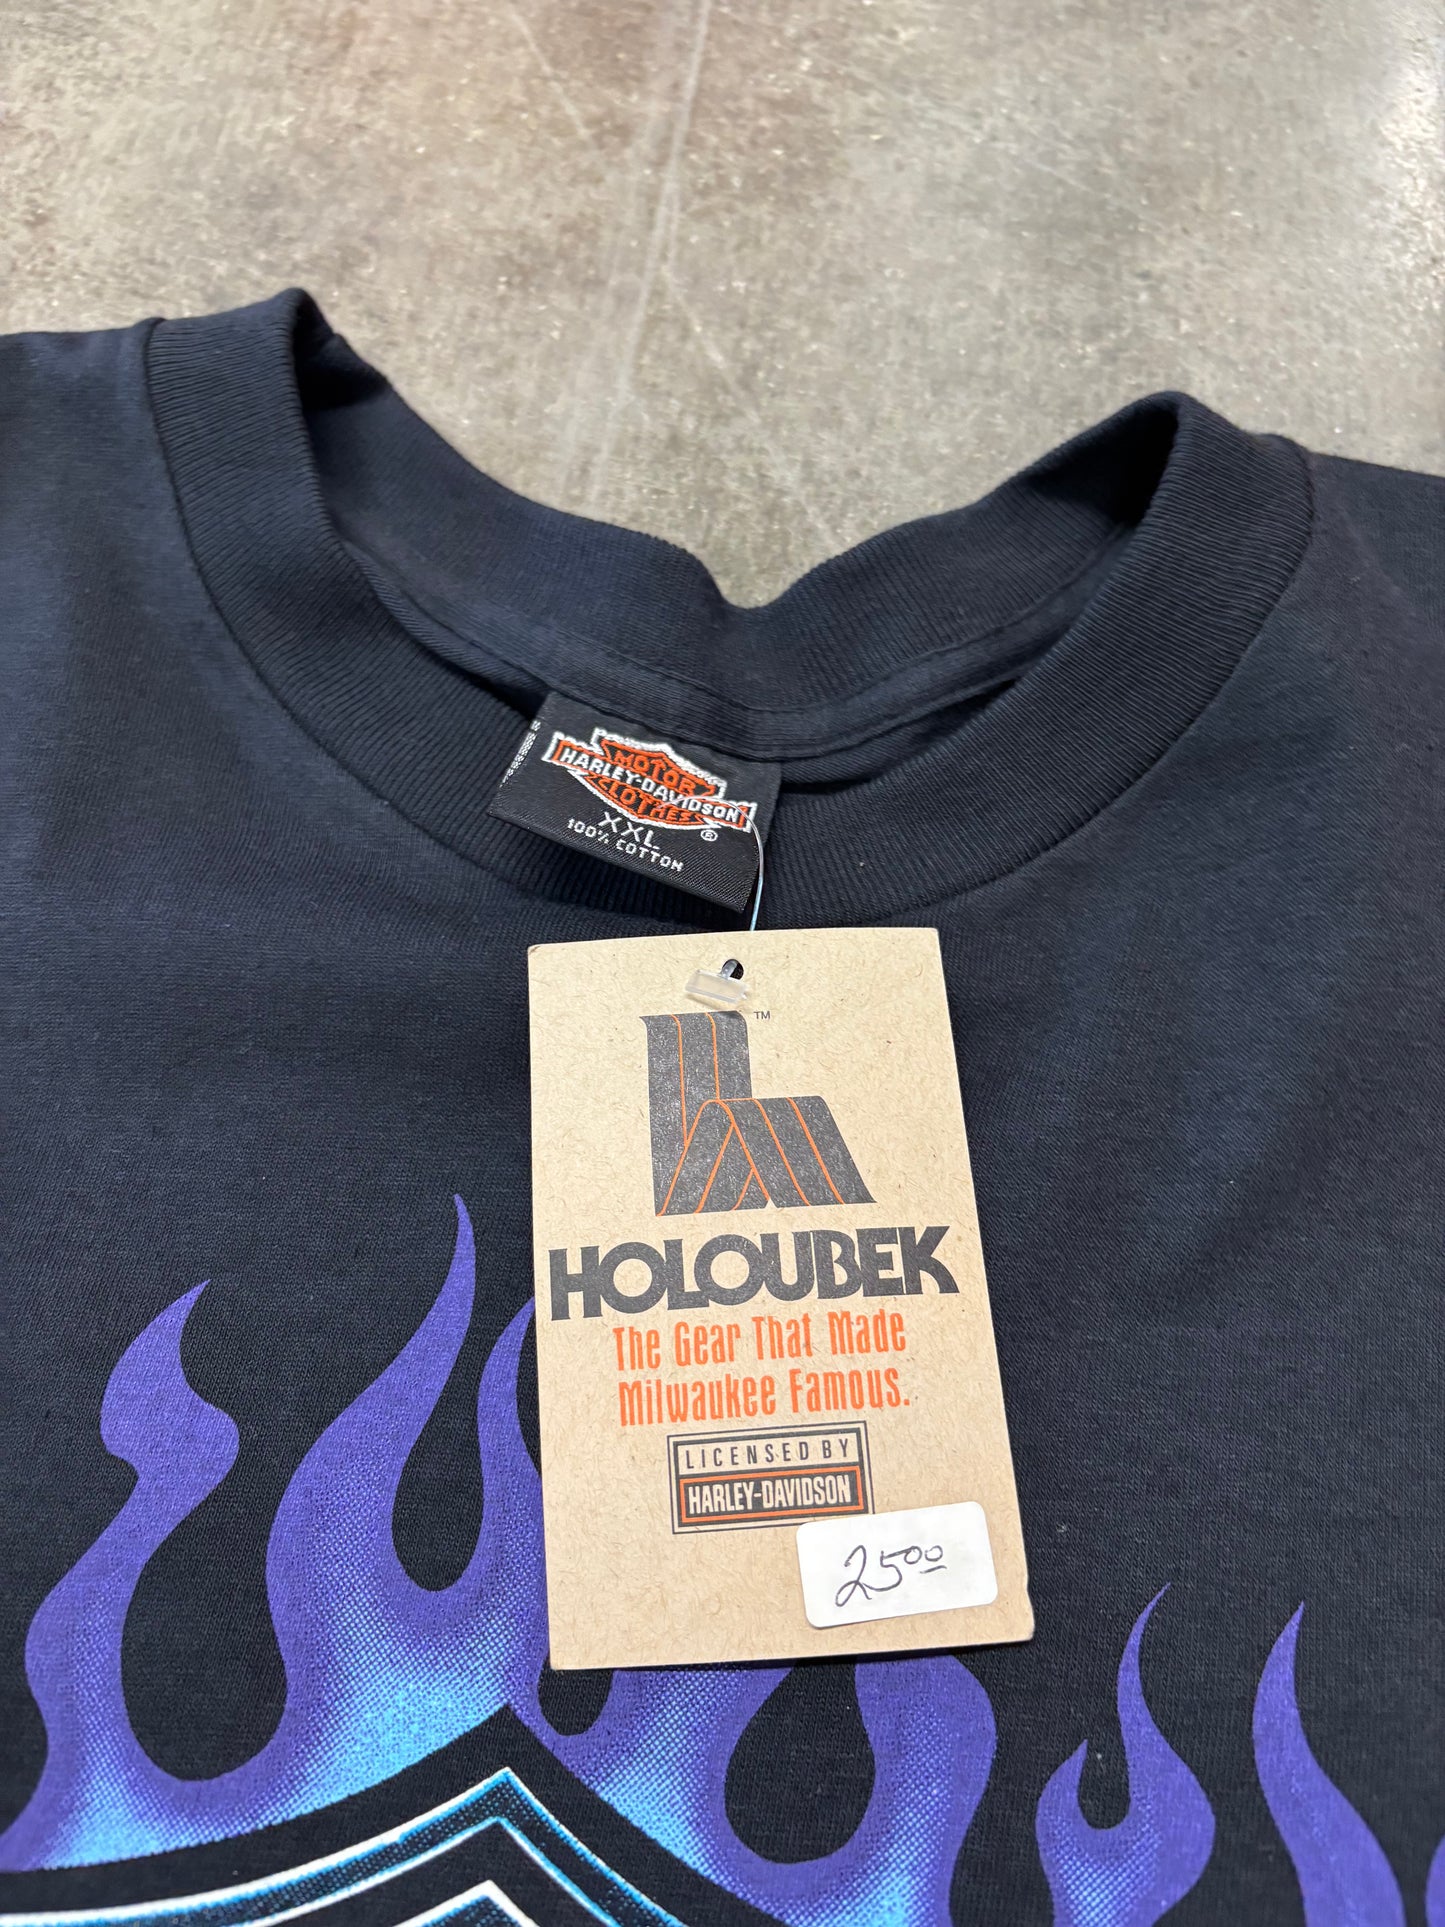 MOTOR
HARLEY-DAVIDSON
CLOTHES
®
XXL
100% COTTON
TM
HOLOUBEK
The Gear That Made
Milwaukee Famous.
LICENSED BY
HARLEY-DAVIDSON
25.00